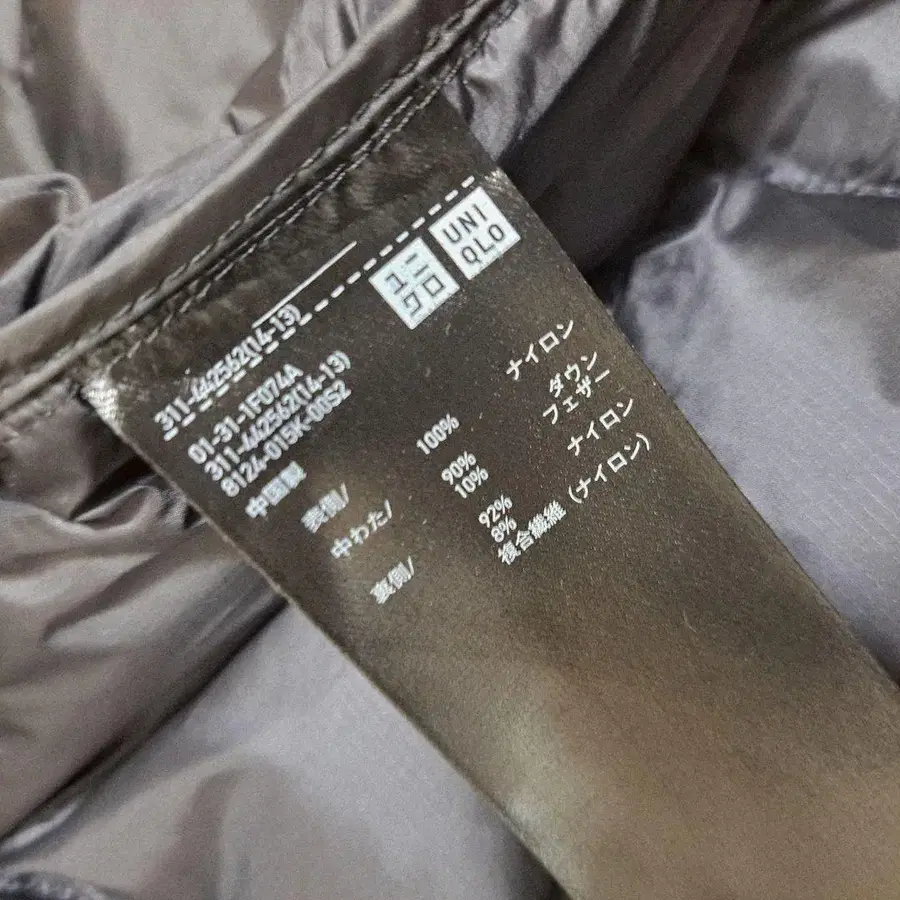 ユニ
クロ
UNI
QLO
311-442562(14-13)
01-31-1F074A
311-442562(14-13)
8124-015K-00S2
中国製
表側/ 100% ナイロン
中わた/ 90% ダウン
10% フェザー
裏側/ 92% ナイロン
8% 複合繊維 (ナイロン)